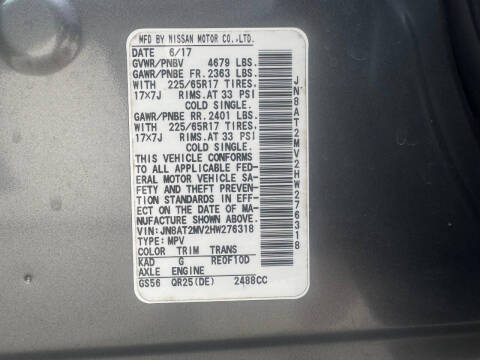 MFD BY NISSAN MOTOR CO.,LTD.
DATE 6/17
GVWR/PNBV 4679 LBS.
GAWR/PNBE FR. 2363 LBS.
WITH 225/65R17 TIRES.
17×7J RIMS. AT 33 PSI
COLD SINGLE.
GAWR/PNBE RR. 2401 LBS.
WITH 225/65R17 TIRES.
17×7J RIMS. AT 33 PSI
COLD SINGLE.
THIS VEHICLE CONFORMS
TO ALL APPLICABLE FED-
ERAL MOTOR VEHICLE SA-
FETY AND THEFT PREVEN-
TION STANDARDS IN EFF-
ECT ON THE DATE OF MA-
NUFACTURE SHOWN ABOVE.
VIN: JN8AT2MV2HW276318
TYPE: MPV
COLOR TRIM TRANS
KAD G RE0F10D
AXLE ENGINE
GS56 QR25(DE) 2488CC
JN8AT2MV2HW276318